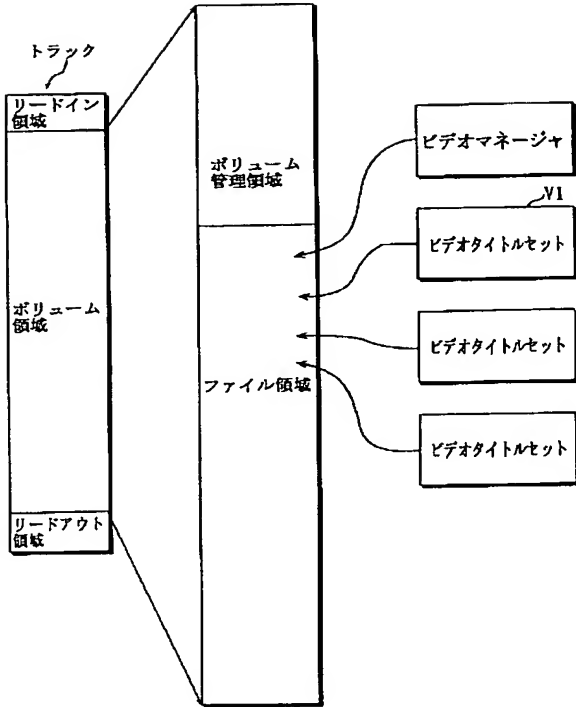 トラック
リードイン
領域
ボリューム
領域
リードアウト
領域
ボリューム
管理領域
ファイル領域
ビデオマネージャ
V1
ビデオタイトルセット
ビデオタイトルセット
ビデオタイトルセット